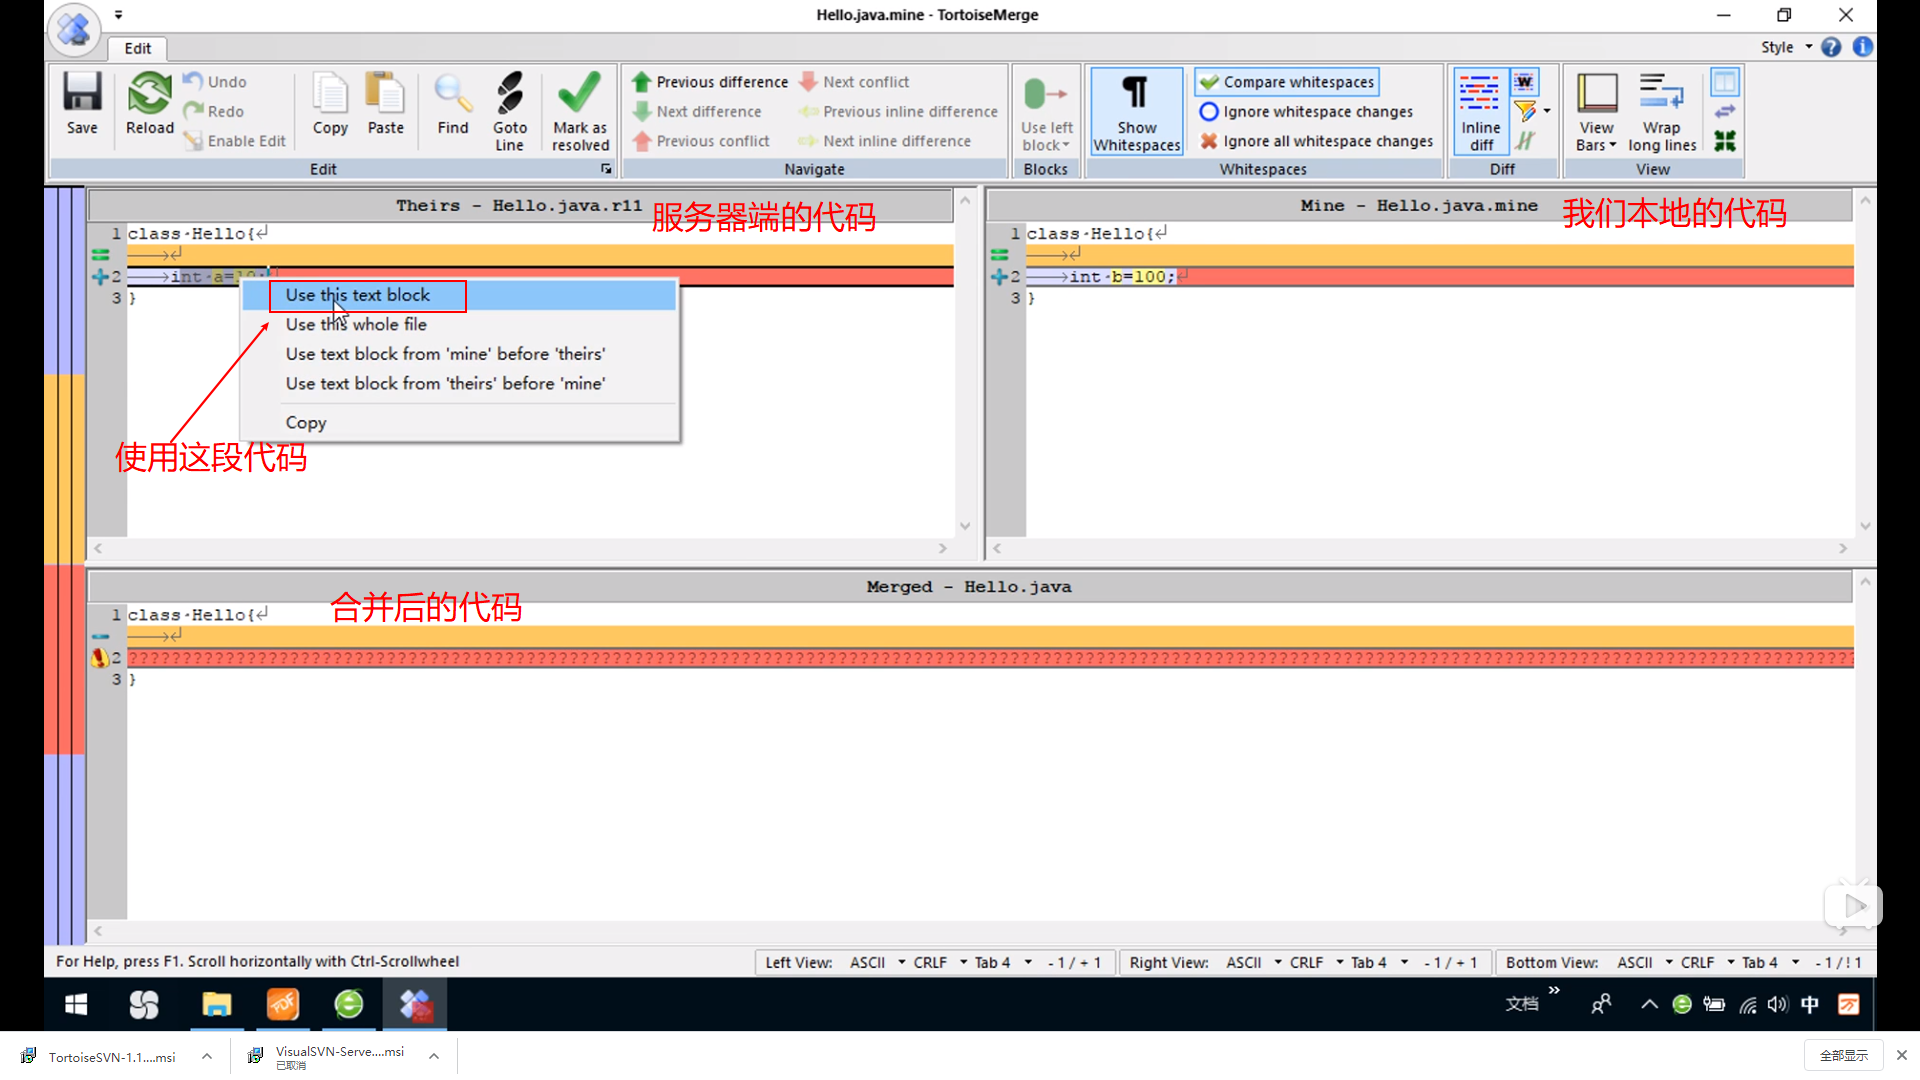 Hello.java.mine - TortoiseMerge
Edit
Style
Save
Reload
Undo
Redo
Enable Edit
Copy
Paste
Find
Goto Line
Mark as resolved
Edit
Previous difference
Next difference
Previous conflict
Next conflict
Previous inline difference
Next inline difference
Navigate
Use left block
Blocks
Show Whitespaces
Compare whitespaces
Ignore whitespace changes
Ignore all whitespace changes
Whitespaces
Inline diff
Diff
View Bars
Wrap long lines
View
Theirs - Hello.java.r11
服务器端的代码
1 class·Hello{↵
→↵
2 →int·a=10;
3 }
Use this text block
Use this whole file
Use text block from 'mine' before 'theirs'
Use text block from 'theirs' before 'mine'
Copy
使用这段代码
Mine - Hello.java.mine
我们本地的代码
1 class·Hello{↵
→↵
2 →int·b=100;↵
3 }
Merged - Hello.java
合并后的代码
1 class·Hello{↵
→↵
2
3 }
For Help, press F1. Scroll horizontally with Ctrl-Scrollwheel
Left View: ASCII CRLF Tab 4 - 1 / + 1
Right View: ASCII CRLF Tab 4 - 1 / + 1
Bottom View: ASCII CRLF Tab 4 - 1 / ! 1
PDF
文档 »
中
TortoiseSVN-1.1....msi
VisualSVN-Serve....msi
已取消
全部显示